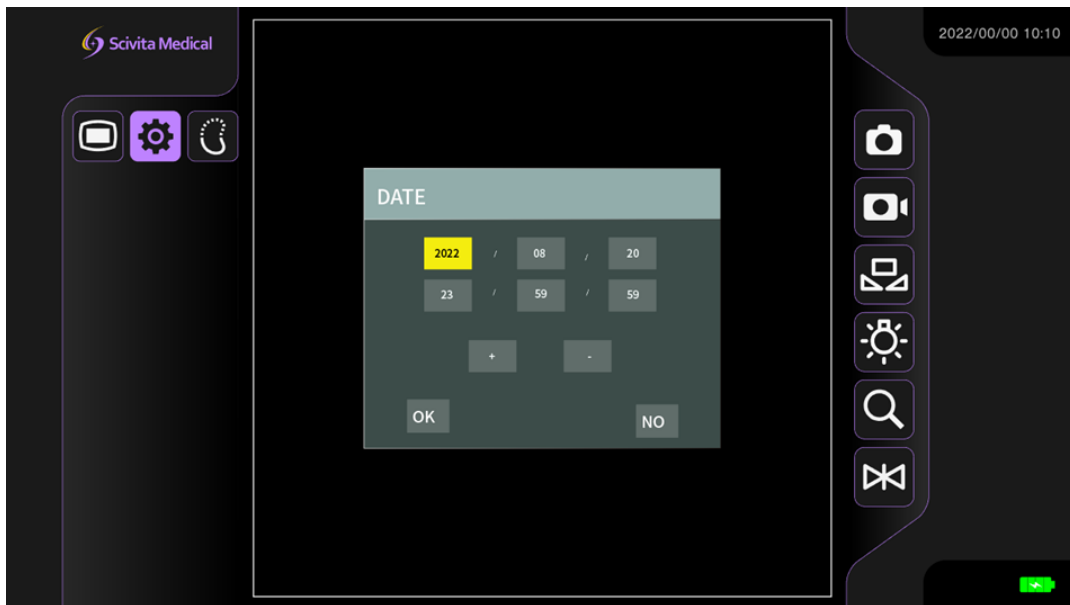 Scivita Medical
2022/00/00 10:10
DATE
2022 / 08 / 20
23 / 59 / 59
+ -
OK NO